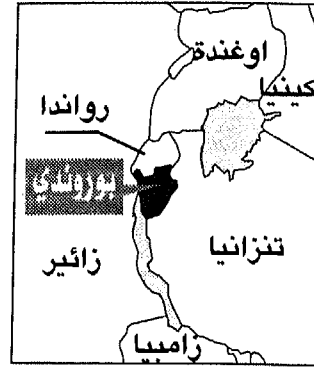 اوغندة
كينيا
رواندا
بوروندي
زائير
تنزانيا
زامبيا